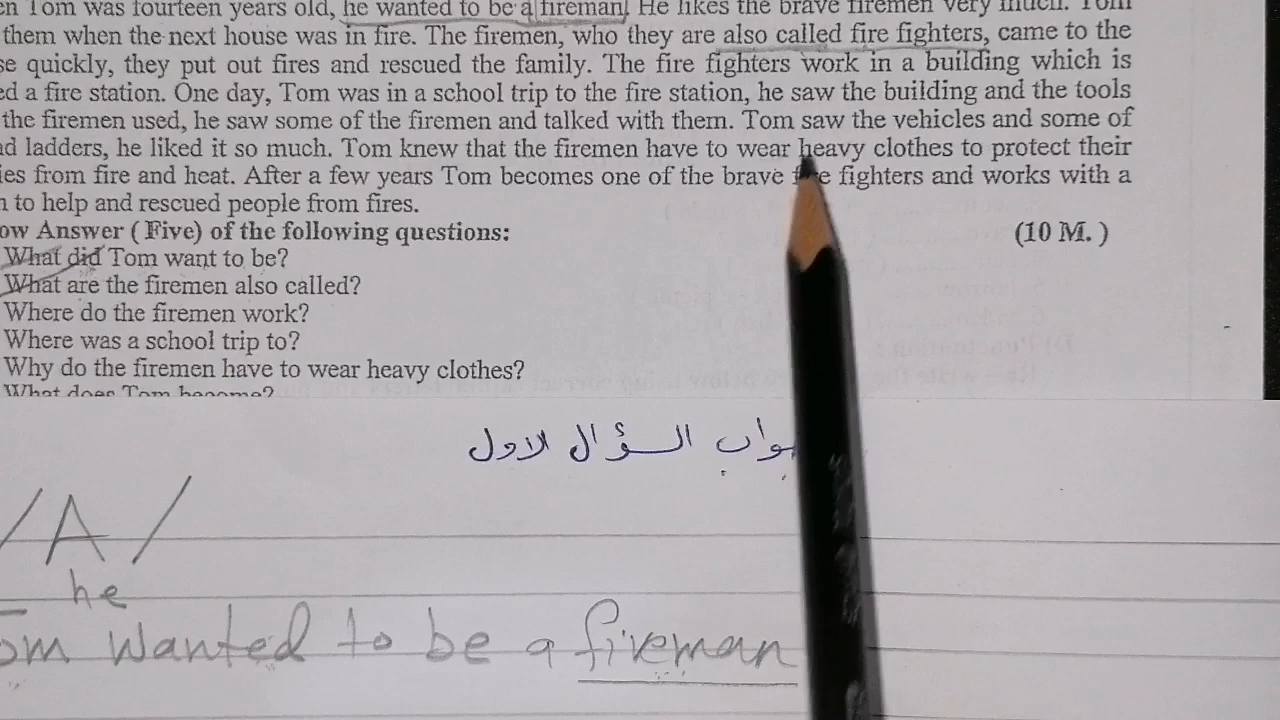 Tom was fourteen years old, he wanted to be a fireman. He likes the brave firemen very much. Tom
them when the next house was in fire. The firemen, who they are also called fire fighters, came to the
quickly, they put out fires and rescued the family. The fire fighters work in a building which is
a fire station. One day, Tom was in a school trip to the fire station, he saw the building and the tools
the firemen used, he saw some of the firemen and talked with them. Tom saw the vehicles and some of
ladders, he liked it so much. Tom knew that the firemen have to wear heavy clothes to protect their
from fire and heat. After a few years Tom becomes one of the brave fire fighters and works with a
to help and rescued people from fires.
Answer ( Five) of the following questions: (10 M. )
What did Tom want to be?
What are the firemen also called?
Where do the firemen work?
Where was a school trip to?
Why do the firemen have to wear heavy clothes?
What does Tom become?
السؤال الاول
/A/
he
wanted to be a fireman